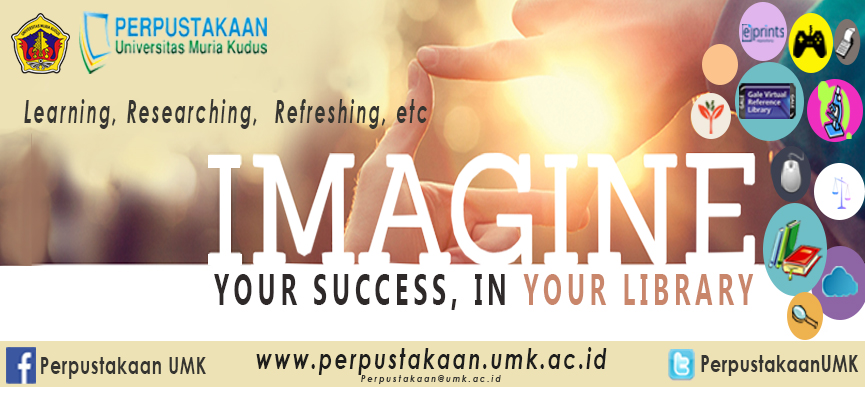 PERPUSTAKAAN
Universitas Muria Kudus
Learning, Researching, Refreshing, etc
eprints
Gale Virtual
Reference
Library
GALE
IMAGINE
YOUR SUCCESS, IN YOUR LIBRARY
Perpustakaan UMK
www.perpustakaan.umk.ac.id
Perpustakaan@umk.ac.id
PerpustakaanUMK